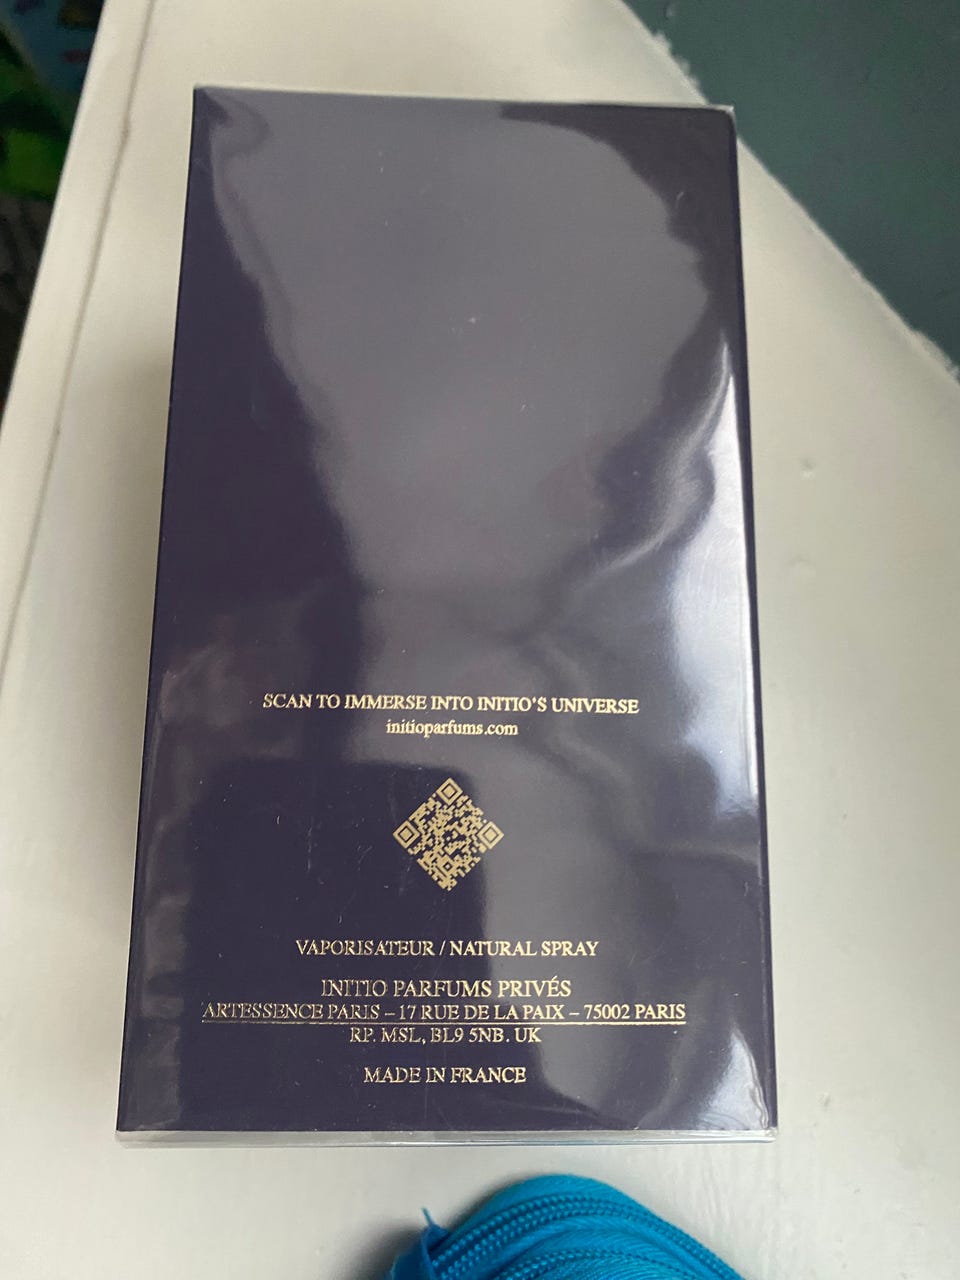 SCAN TO IMMERSE INTO INITIO'S UNIVERSE
initioparfums.com
VAPORISATEUR / NATURAL SPRAY
INITIO PARFUMS PRIVÉS
ARTESSENCE PARIS – 17 RUE DE LA PAIX – 75002 PARIS
RP. MSL, BL9 5NB. UK
MADE IN FRANCE